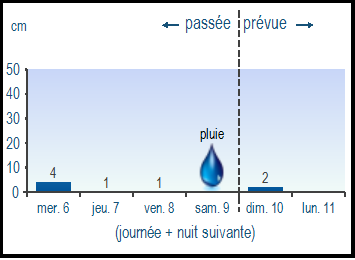 ← passée prévue →
cm
50
40
30
20
10
0
pluie
4
1
1
2
mer. 6 jeu. 7 ven. 8 sam. 9 dim. 10 lun. 11
(journée + nuit suivante)